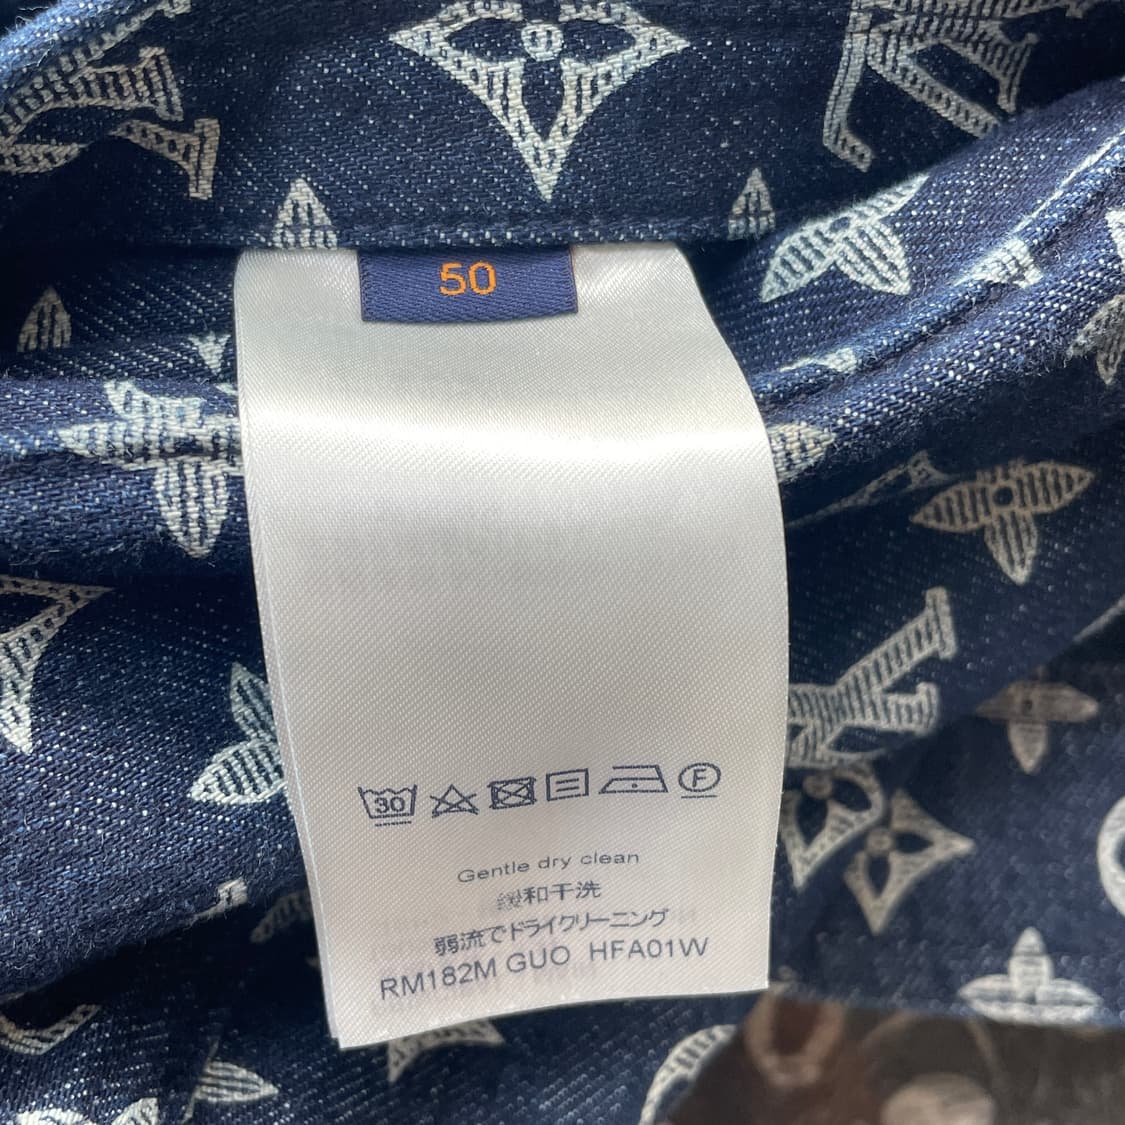 50
30
F
Gentle dry clean
缓和干洗
弱流でドライクリーニング
RM182M GUO HFA01W